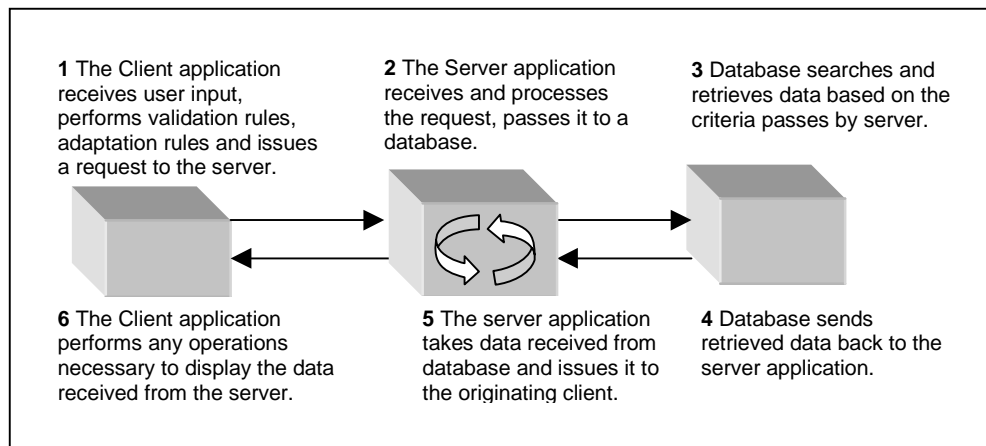 1 The Client application
receives user input,
performs validation rules,
adaptation rules and issues
a request to the server.
2 The Server application
receives and processes
the request, passes it to a
database.
3 Database searches and
retrieves data based on the
criteria passes by server.
6 The Client application
performs any operations
necessary to display the data
received from the server.
5 The server application
takes data received from
database and issues it to
the originating client.
4 Database sends
retrieved data back to the
server application.